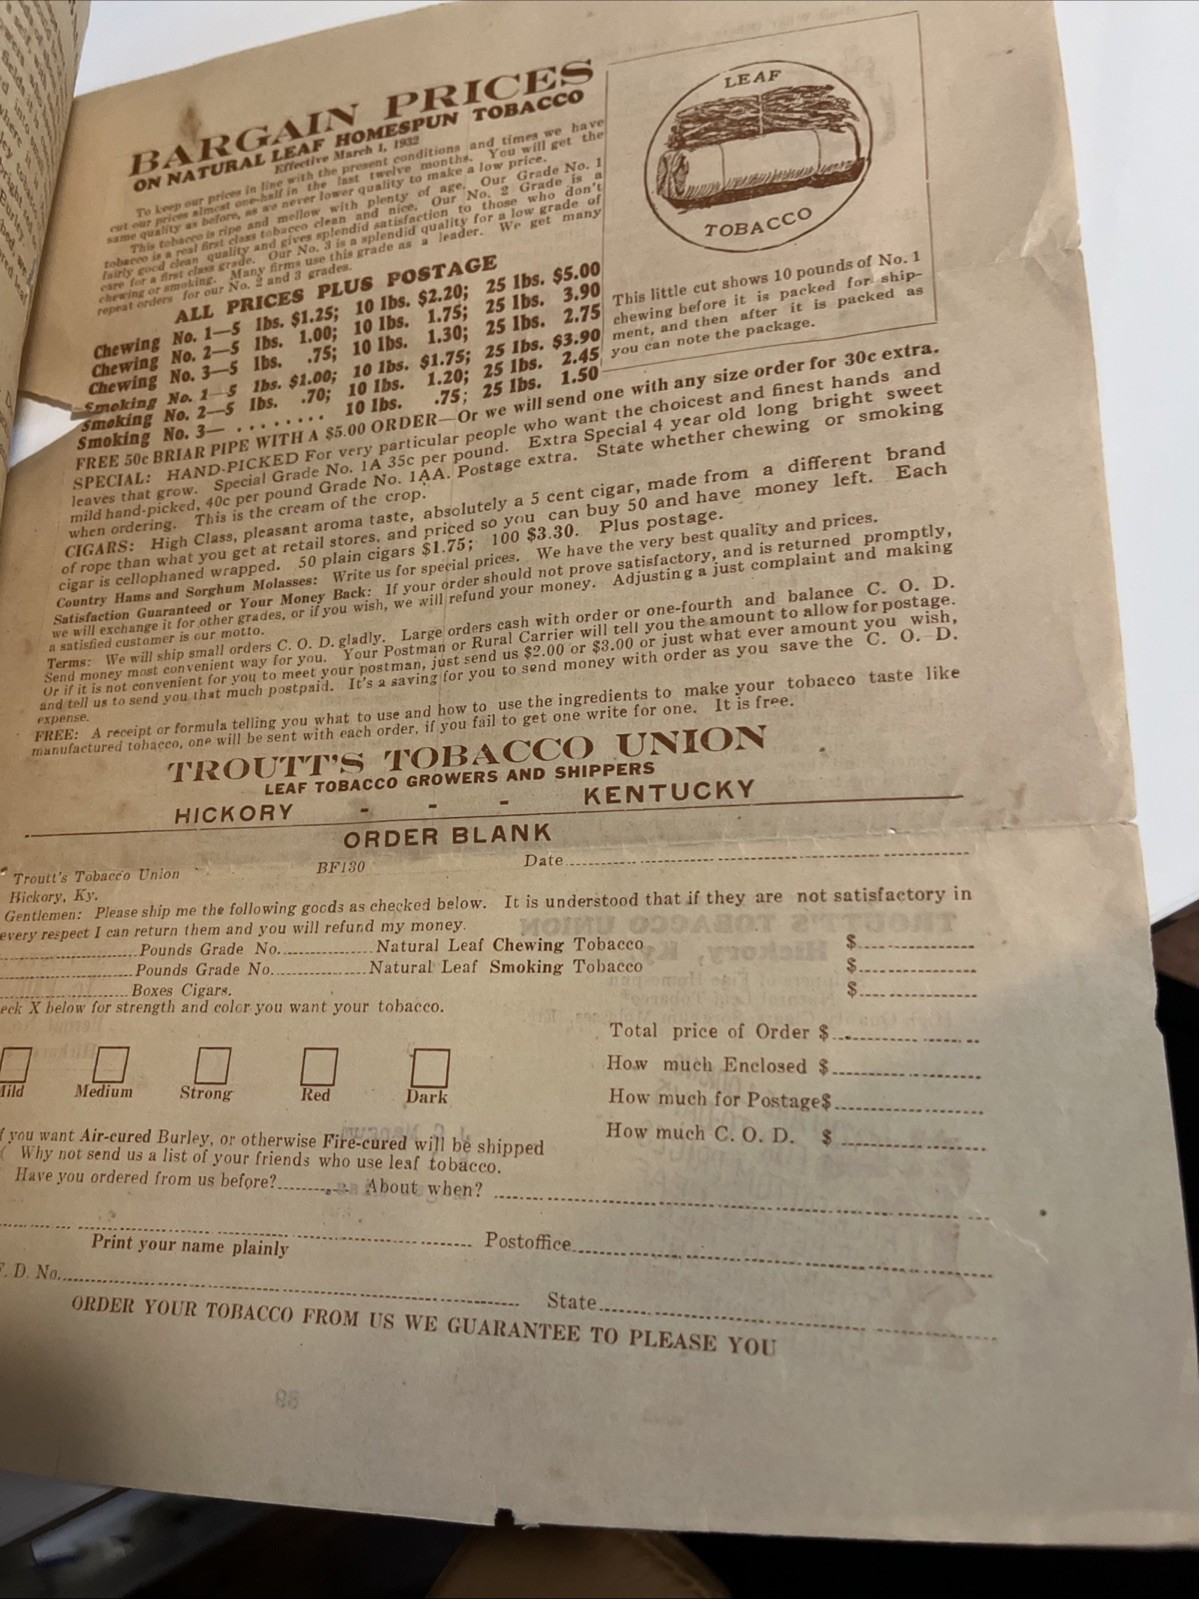 BARGAIN PRICES
ON NATURAL LEAF HOMESPUN TOBACCO
Effective March 1, 1932
To keep our prices in line with the present conditions and times we have
cut our prices almost one-half in the last twelve months. You will get the
same quality as before, as we never lower quality to make a low price.
This tobacco is ripe and mellow with plenty of age. Our Grade No. 1
tobacco is a real first class tobacco clean and nice. Our No. 2 Grade is a
fairly good clean quality and gives splendid satisfaction to those who don't
care for a first class grade. Our No. 3 is a splendid quality for a low grade of
chewing or smoking. Many firms use this grade as a leader. We get many
repeat orders for our No. 2 and 3 grades.
ALL PRICES PLUS POSTAGE
Chewing No. 1—5 lbs. $1.25; 10 lbs. $2.20; 25 lbs. $5.00
Chewing No. 2—5 lbs. 1.00; 10 lbs. 1.75; 25 lbs. 3.90
Chewing No. 3—5 lbs. .75; 10 lbs. 1.30; 25 lbs. 2.75
Smoking No. 1—5 lbs. $1.00; 10 lbs. $1.75; 25 lbs. $3.90
Smoking No. 2—5 lbs. .70; 10 lbs. 1.20; 25 lbs. 2.45
Smoking No. 3— . . . . . . . . 10 lbs. .75; 25 lbs. 1.50
LEAF
TOBACCO
This little cut shows 10 pounds of No. 1
chewing before it is packed for ship-
ment, and then after it is packed as
you can note the package.
FREE 50c BRIAR PIPE WITH A $5.00 ORDER—Or we will send one with any size order for 30c extra.
SPECIAL: HAND-PICKED For very particular people who want the choicest and finest hands and
leaves that grow. Special Grade No. 1A 35c per pound. Extra Special 4 year old long bright sweet
mild hand-picked, 40c per pound Grade No. 1AA. Postage extra. State whether chewing or smoking
when ordering. This is the cream of the crop.
CIGARS: High Class, pleasant aroma taste, absolutely a 5 cent cigar, made from a different brand
of rope than what you get at retail stores, and priced so you can buy 50 and have money left. Each
cigar is cellophaned wrapped. 50 plain cigars $1.75; 100 $3.30. Plus postage.
Country Hams and Sorghum Molasses: Write us for special prices. We have the very best quality and prices.
Satisfaction Guaranteed or Your Money Back: If your order should not prove satisfactory, and is returned promptly,
we will exchange it for other grades, or if you wish, we will refund your money. Adjusting a just complaint and making
a satisfied customer is our motto.
Terms: We will ship small orders C. O. D. gladly. Large orders cash with order or one-fourth and balance C. O. D.
Send money most convenient way for you. Your Postman or Rural Carrier will tell you the amount to allow for postage.
Or if it is not convenient for you to meet your postman, just send us $2.00 or $3.00 or just what ever amount you wish,
and tell us to send you that much postpaid. It's a saving for you to send money with order as you save the C. O. D.
expense.
FREE: A receipt or formula telling you what to use and how to use the ingredients to make your tobacco taste like
manufactured tobacco, one will be sent with each order, if you fail to get one write for one. It is free.
TROUTT'S TOBACCO UNION
LEAF TOBACCO GROWERS AND SHIPPERS
HICKORY - - - KENTUCKY
ORDER BLANK
Troutt's Tobacco Union BF130 Date
Hickory, Ky.
Gentlemen: Please ship me the following goods as checked below. It is understood that if they are not satisfactory in
every respect I can return them and you will refund my money.
Pounds Grade No. Natural Leaf Chewing Tobacco $
Pounds Grade No. Natural Leaf Smoking Tobacco $
Boxes Cigars. $
eck X below for strength and color you want your tobacco.
Total price of Order $
How much Enclosed $
How much for Postage $
How much C. O. D. $
Mild Medium Strong Red Dark
f you want Air-cured Burley, or otherwise Fire-cured will be shipped
Why not send us a list of your friends who use leaf tobacco.
Have you ordered from us before? About when?
Print your name plainly Postoffice
F. D. No. State
ORDER YOUR TOBACCO FROM US WE GUARANTEE TO PLEASE YOU